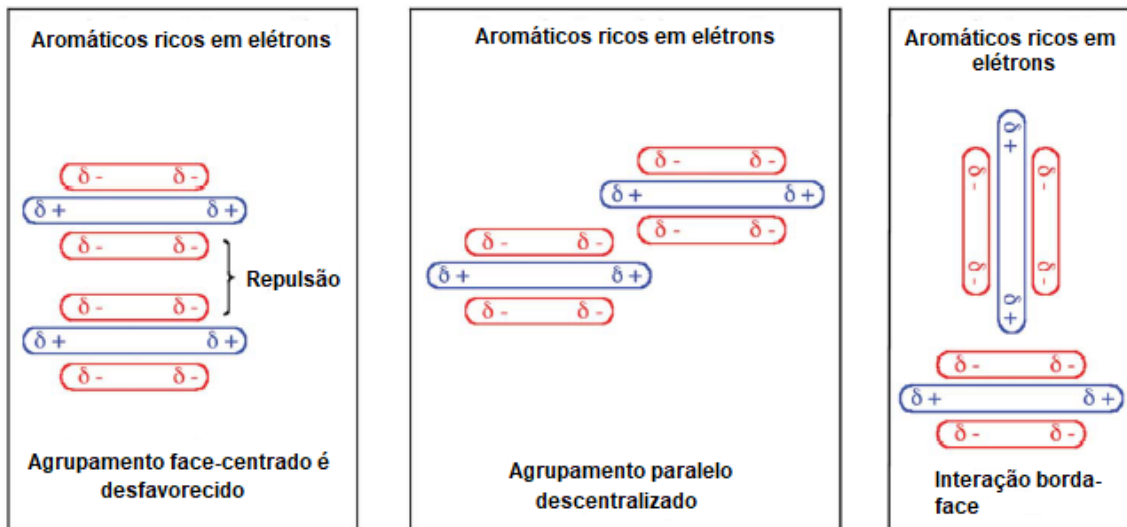 Aromáticos ricos em elétrons
δ - δ -
δ + δ +
δ - δ -
Repulsão
δ - δ -
δ + δ +
δ - δ -
Agrupamento face-centrado é
desfavorecido
Aromáticos ricos em elétrons
δ - δ -
δ + δ +
δ - δ -
δ - δ -
δ + δ +
δ - δ -
Agrupamento paralelo
descentralizado
Aromáticos ricos em
elétrons
δ + δ +
δ - δ -
δ - δ -
δ - δ -
δ + δ +
δ - δ -
Interação borda-
face